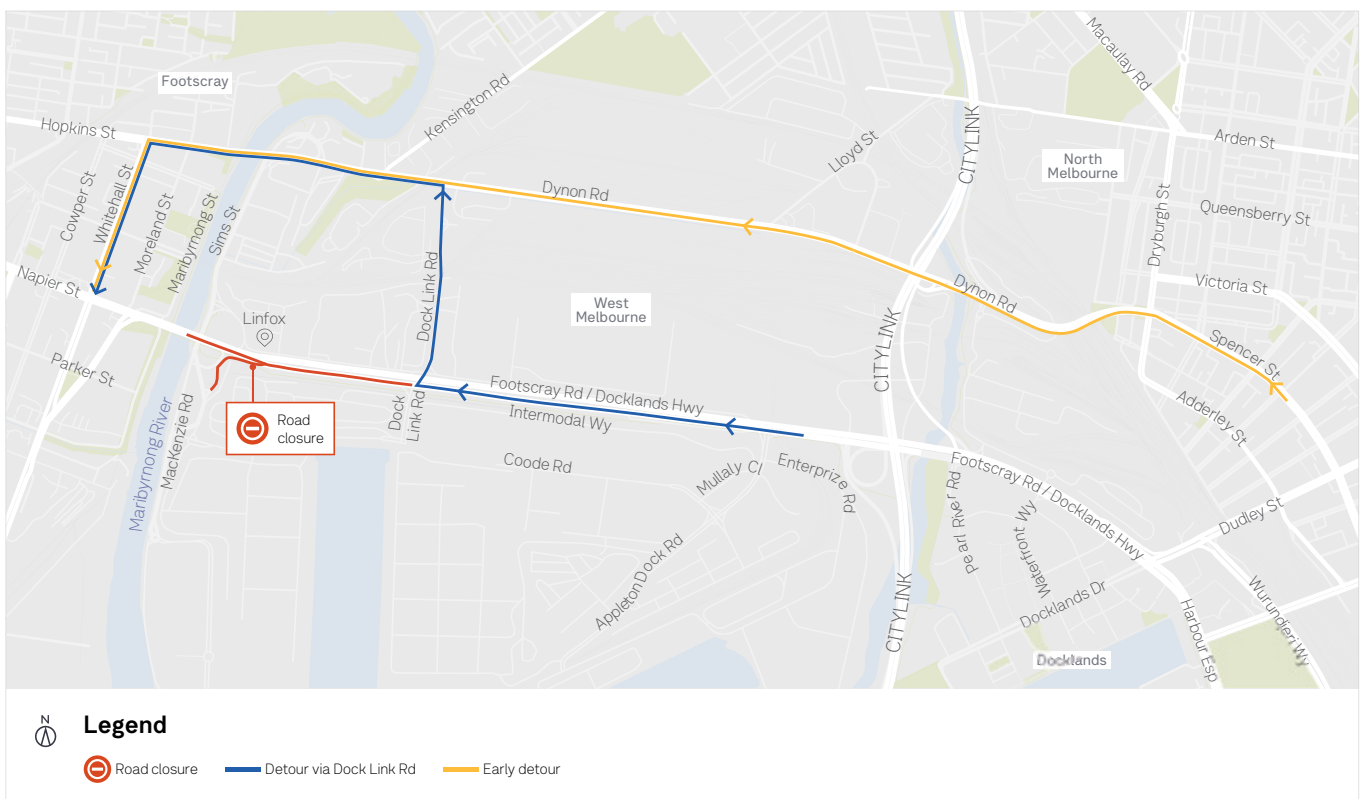 Footscray
Hopkins St
Kensington Rd
Macaulay Rd
CITYLINK
Lloyd St
Arden St
North
Melbourne
Cowper St
Whitehall St
Moreland St
Maribyrnong St
Sims St
Dynon Rd
Dryburgh St
Queensberry St
Napier St
Dock Link Rd
West
Melbourne
Dynon Rd
Victoria St
Linfox
CITYLINK
Spencer St
Parker St
Footscray Rd / Docklands Hwy
Intermodal Wy
Dock
Link Rd
Adderley St
Road
closure
MacKenzie Rd
Maribyrnong River
Coode Rd
Mullaly Cl
Enterprize Rd
Footscray Rd / Docklands Hwy
Pearl River Rd
Waterfront Wy
Dudley St
Appleton Dock Rd
CITYLINK
Docklands Dr
Harbour Esp
Wurundjeri Wy
Docklands
N
Legend
Road closure
Detour via Dock Link Rd
Early detour